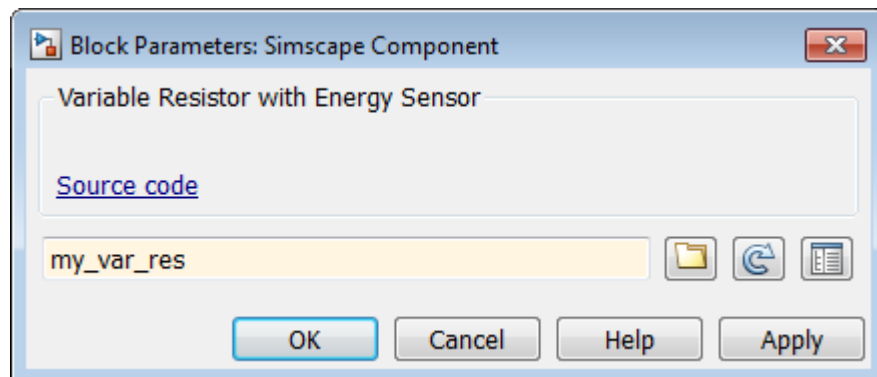 Block Parameters: Simscape Component
Variable Resistor with Energy Sensor
Source code
my_var_res
OK Cancel Help Apply